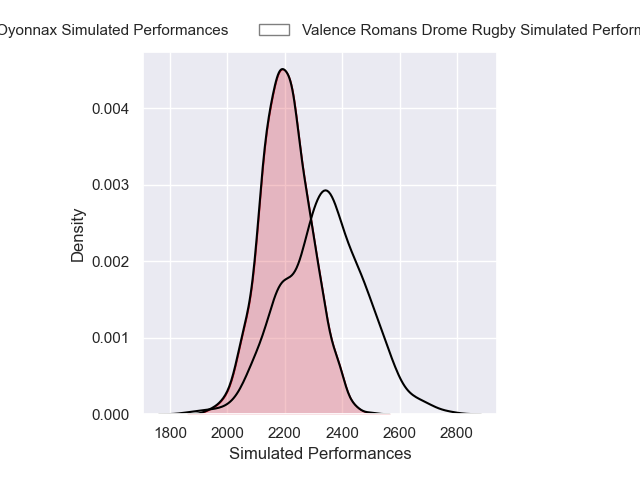 Oyonnax Simulated Performances
Valence Romans Drome Rugby Simulated Perform
0.004
0.003
0.002
0.001
0.000
Density
1800 2000 2200 2400 2600 2800
Simulated Performances